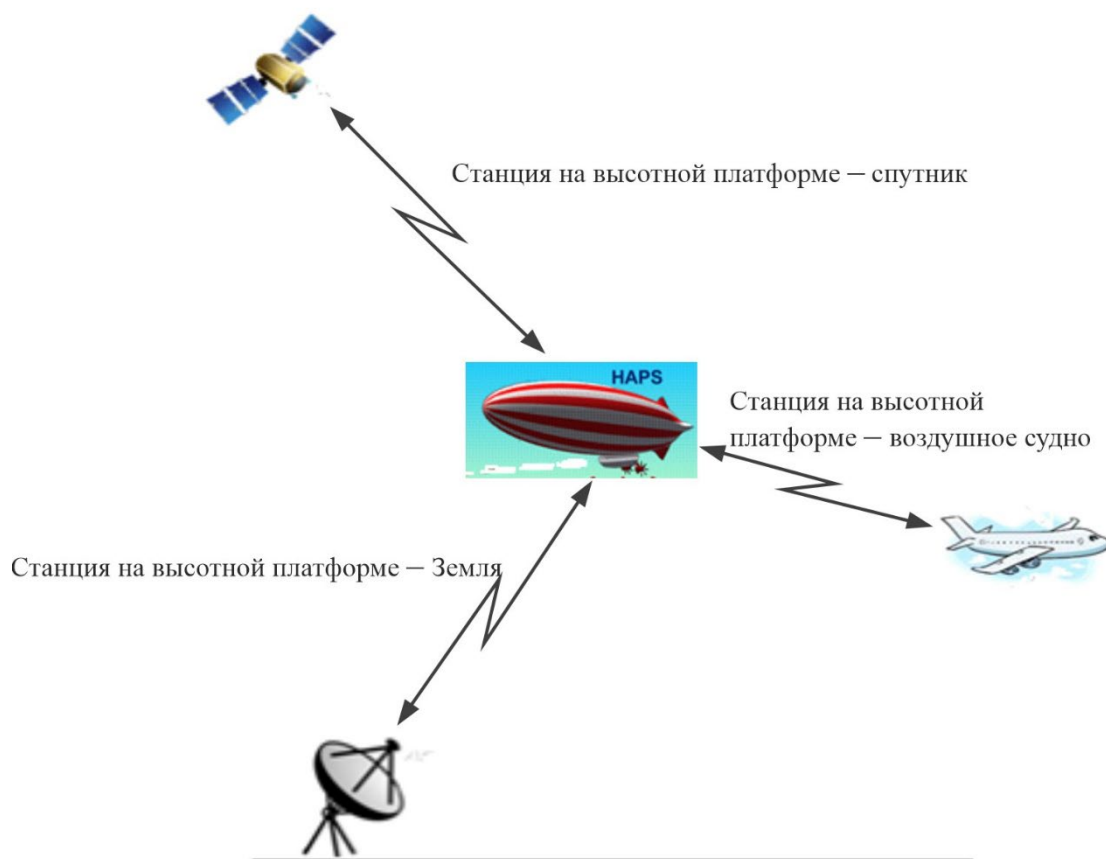 Станция на высотной платформе – спутник
HAPS
Станция на высотной
платформе – воздушное судно
Станция на высотной платформе – Земля